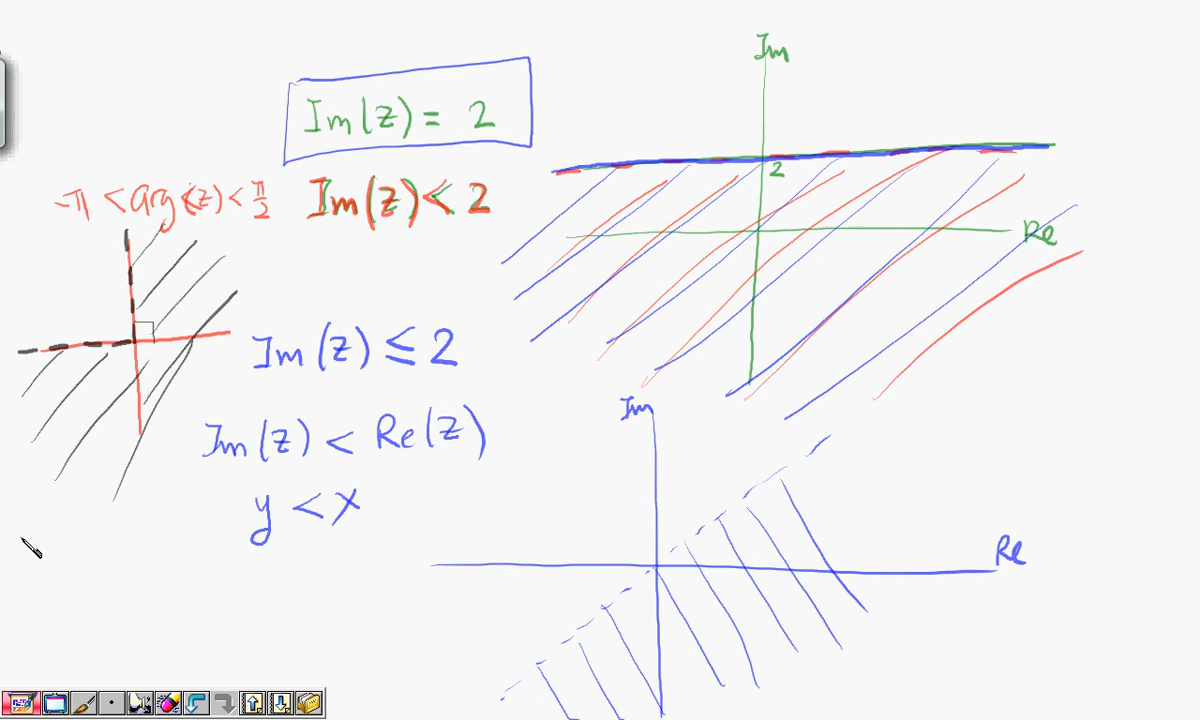 Im
Im(z) = 2
2
-π < arg(z) < π/2
Im(z) < 2
Re
Im(z) ≤ 2
Im
Im(z) < Re(z)
y < x
Re